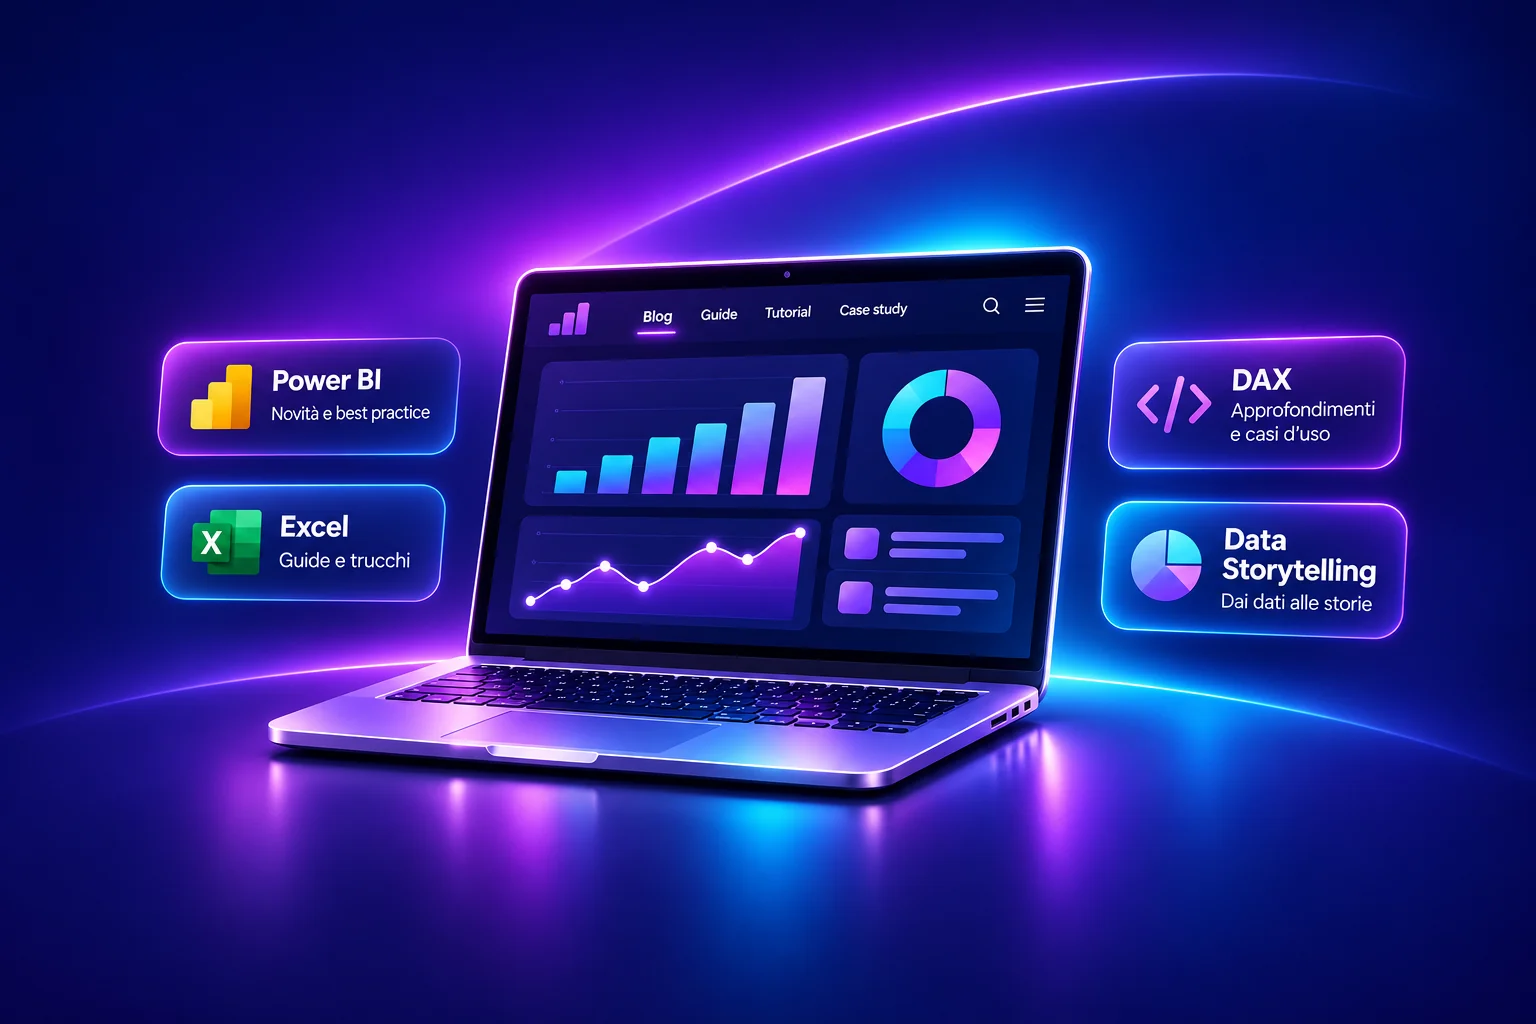 Blog Guide Tutorial Case study
Power BI
Novità e best practice
X
Excel
Guide e trucchi
</>
DAX
Approfondimenti
e casi d'uso
Data
Storytelling
Dai dati alle storie